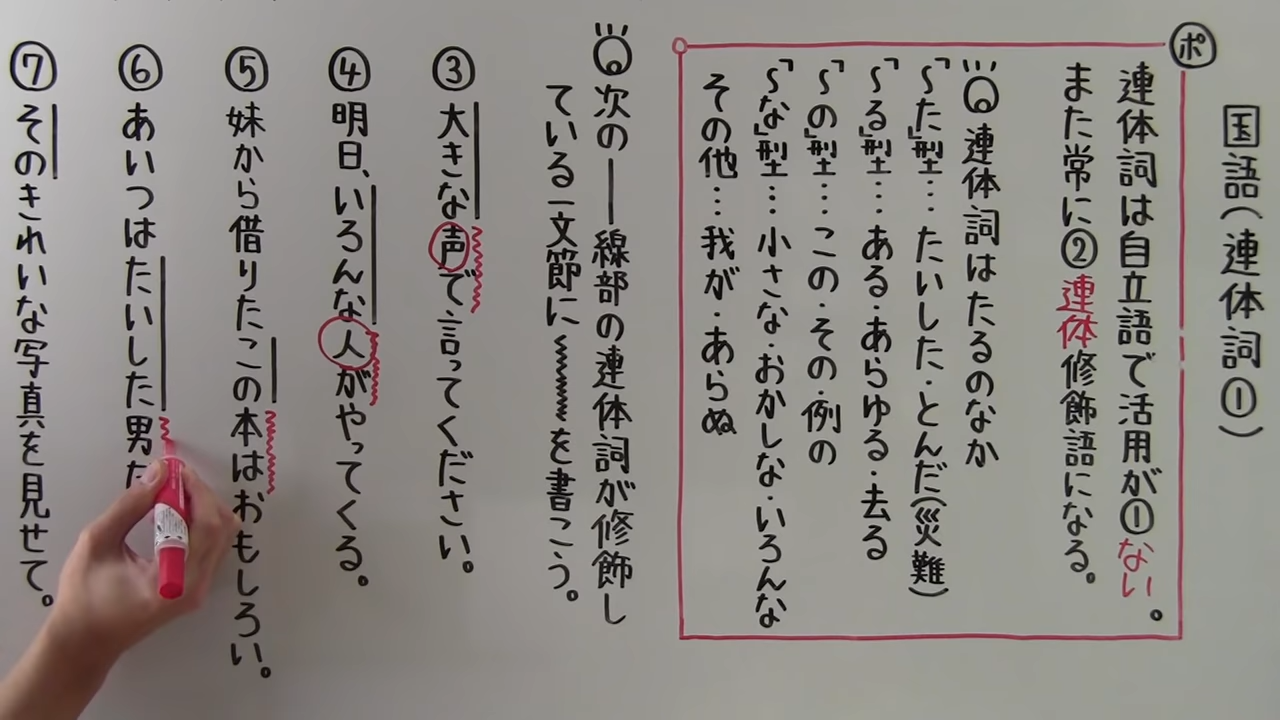 国語(連体詞①)
ポ
連体詞は自立語で活用が①ない。
また常に②連体修飾語になる。
連体詞はたるのなか
「〜た」型…たいした・とんだ(災難)
「〜る」型…ある・あらゆる・去る
「〜の」型…この・その・例の
「〜な」型…小さな・おかしな・いろんな
その他…我が・あらぬ
次の――線部の連体詞が修飾し
ている一文節に〰〰を書こう。
③大きな声で言ってください。
④明日、いろんな人がやってくる。
⑤妹から借りたこの本はおもしろい。
⑥あいつはたいした男だ
⑦そのきれいな写真を見せて。